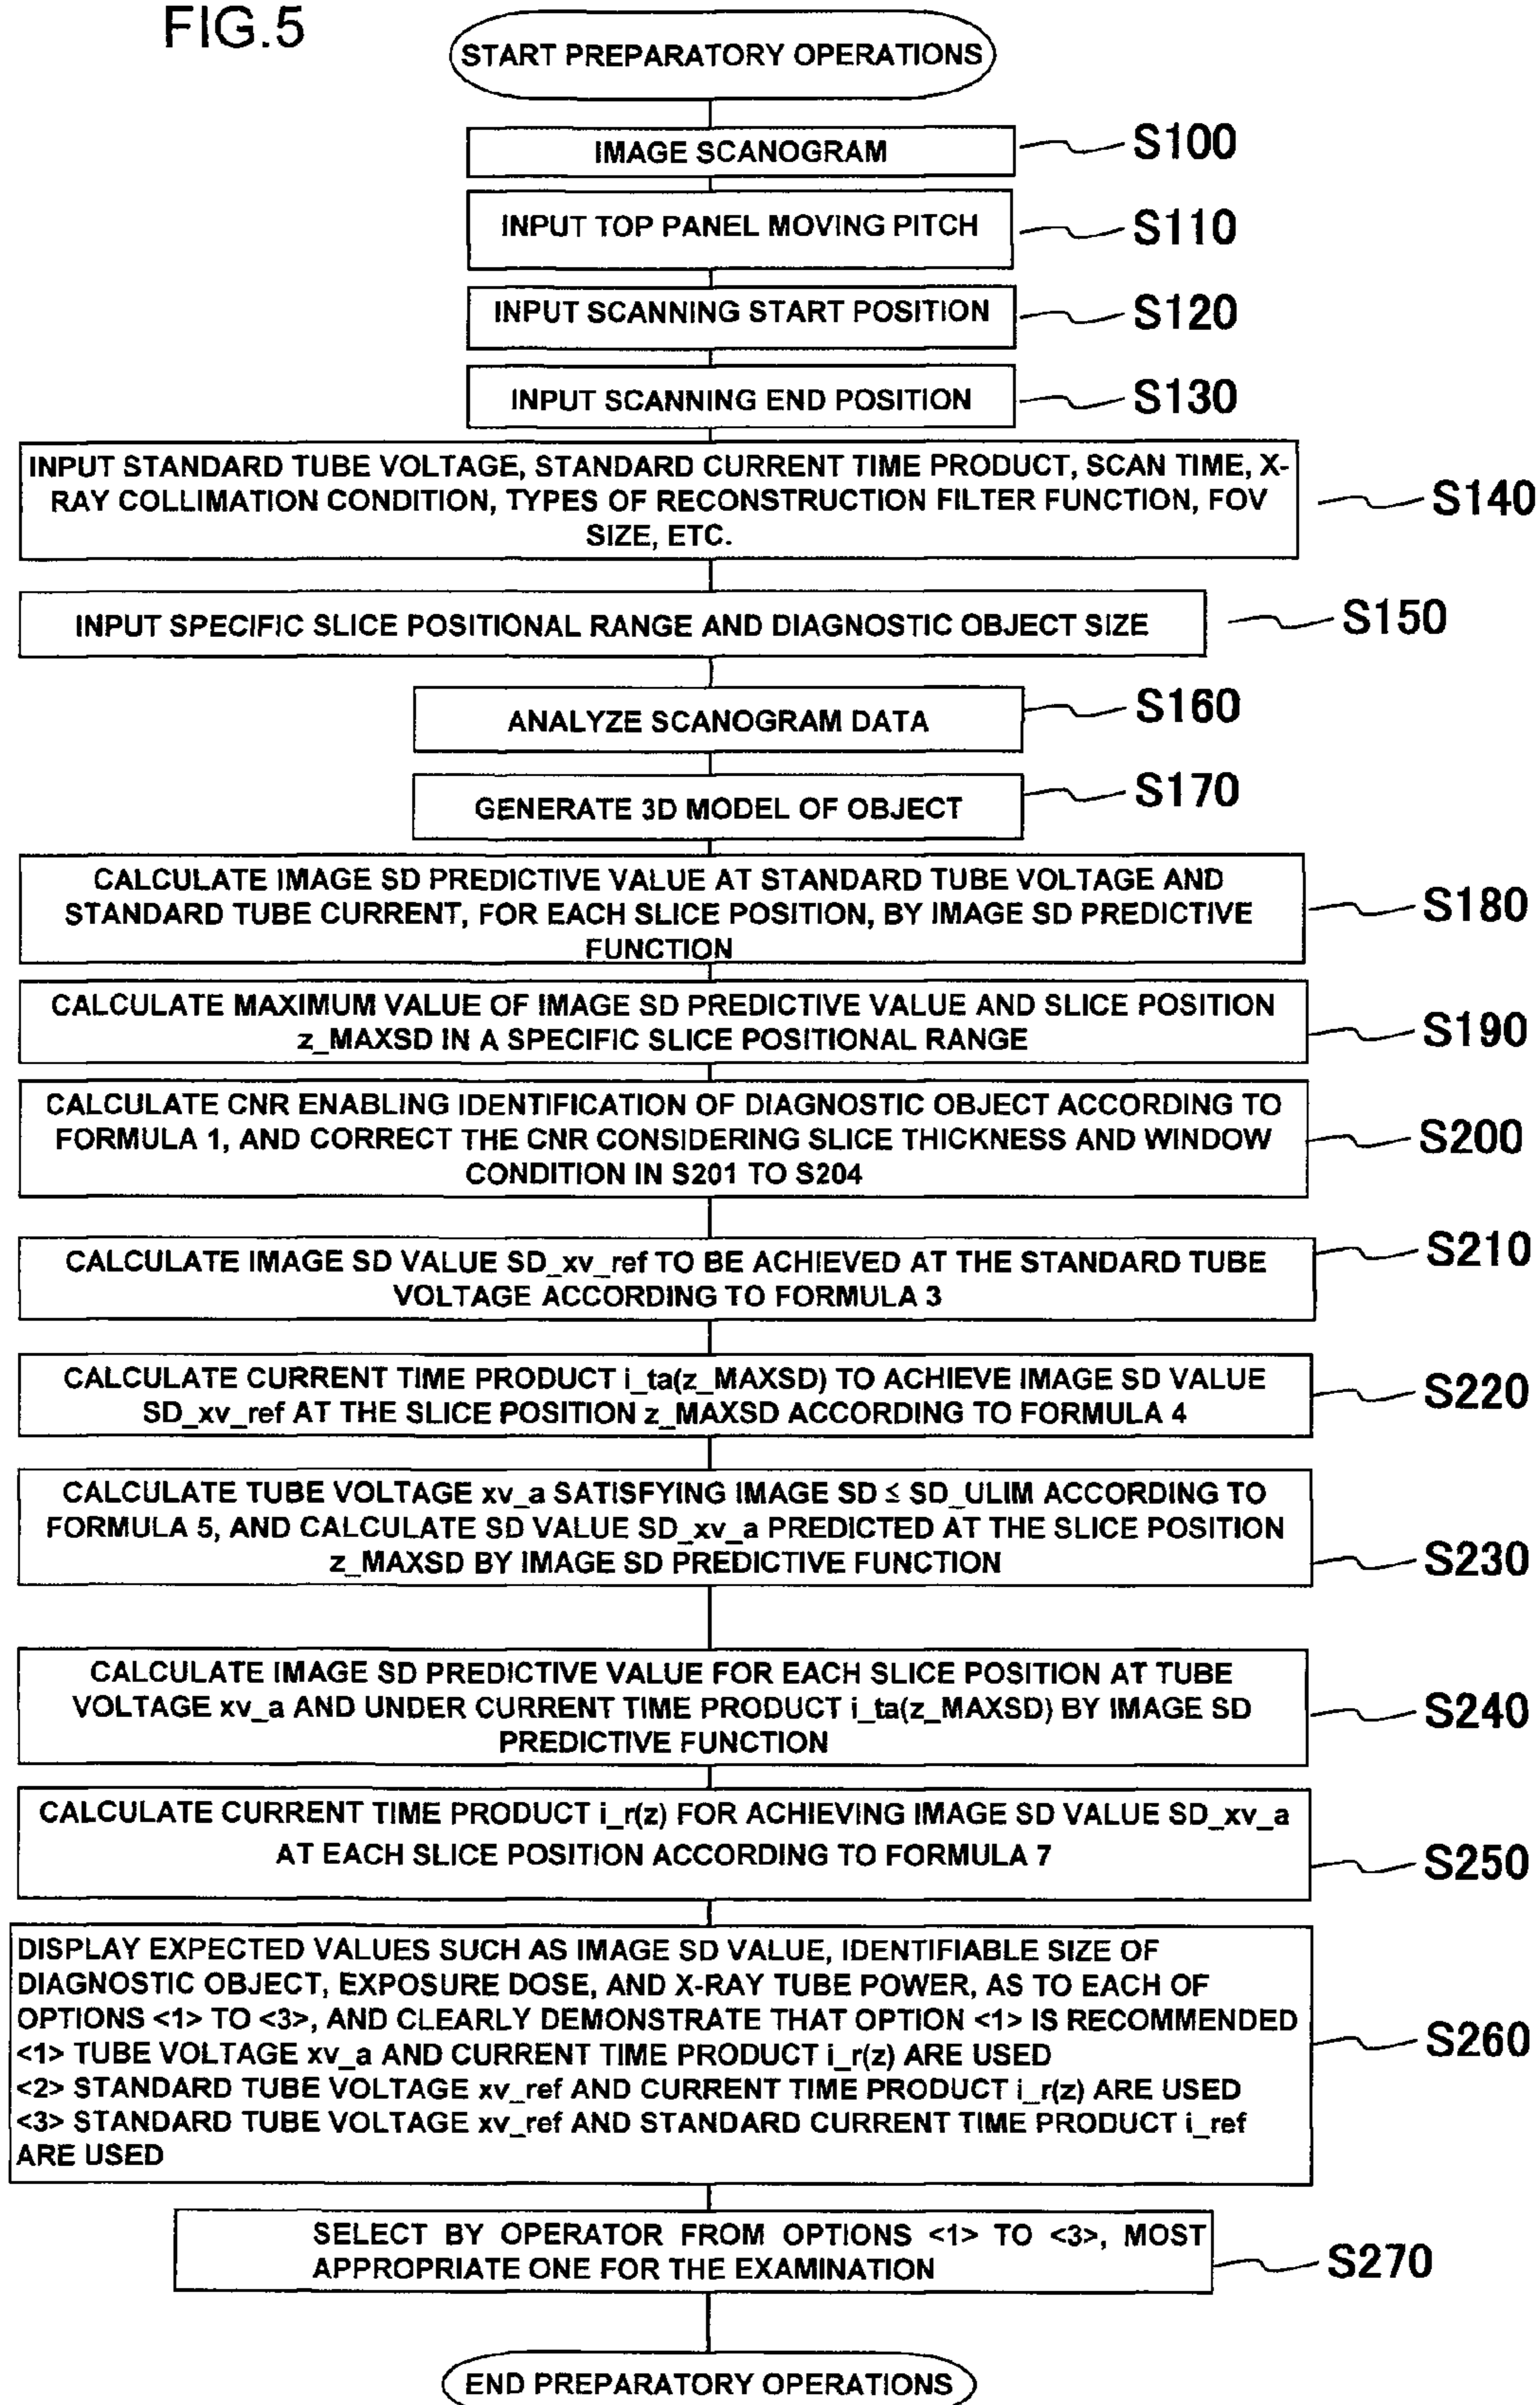 FIG.5
START PREPARATORY OPERATIONS
IMAGE SCANOGRAM
S100
INPUT TOP PANEL MOVING PITCH
S110
INPUT SCANNING START POSITION
S120
INPUT SCANNING END POSITION
S130
INPUT STANDARD TUBE VOLTAGE, STANDARD CURRENT TIME PRODUCT, SCAN TIME, X-
RAY COLLIMATION CONDITION, TYPES OF RECONSTRUCTION FILTER FUNCTION, FOV
SIZE, ETC.
S140
INPUT SPECIFIC SLICE POSITIONAL RANGE AND DIAGNOSTIC OBJECT SIZE
S150
ANALYZE SCANOGRAM DATA
S160
GENERATE 3D MODEL OF OBJECT
S170
CALCULATE IMAGE SD PREDICTIVE VALUE AT STANDARD TUBE VOLTAGE AND
STANDARD TUBE CURRENT, FOR EACH SLICE POSITION, BY IMAGE SD PREDICTIVE
FUNCTION
S180
CALCULATE MAXIMUM VALUE OF IMAGE SD PREDICTIVE VALUE AND SLICE POSITION
z_MAXSD IN A SPECIFIC SLICE POSITIONAL RANGE
S190
CALCULATE CNR ENABLING IDENTIFICATION OF DIAGNOSTIC OBJECT ACCORDING TO
FORMULA 1, AND CORRECT THE CNR CONSIDERING SLICE THICKNESS AND WINDOW
CONDITION IN S201 TO S204
S200
CALCULATE IMAGE SD VALUE SD_xv_ref TO BE ACHIEVED AT THE STANDARD TUBE
VOLTAGE ACCORDING TO FORMULA 3
S210
CALCULATE CURRENT TIME PRODUCT i_ta(z_MAXSD) TO ACHIEVE IMAGE SD VALUE
SD_xv_ref AT THE SLICE POSITION z_MAXSD ACCORDING TO FORMULA 4
S220
CALCULATE TUBE VOLTAGE xv_a SATISFYING IMAGE SD ≤ SD_ULIM ACCORDING TO
FORMULA 5, AND CALCULATE SD VALUE SD_xv_a PREDICTED AT THE SLICE POSITION
z_MAXSD BY IMAGE SD PREDICTIVE FUNCTION
S230
CALCULATE IMAGE SD PREDICTIVE VALUE FOR EACH SLICE POSITION AT TUBE
VOLTAGE xv_a AND UNDER CURRENT TIME PRODUCT i_ta(z_MAXSD) BY IMAGE SD
PREDICTIVE FUNCTION
S240
CALCULATE CURRENT TIME PRODUCT i_r(z) FOR ACHIEVING IMAGE SD VALUE SD_xv_a
AT EACH SLICE POSITION ACCORDING TO FORMULA 7
S250
DISPLAY EXPECTED VALUES SUCH AS IMAGE SD VALUE, IDENTIFIABLE SIZE OF
DIAGNOSTIC OBJECT, EXPOSURE DOSE, AND X-RAY TUBE POWER, AS TO EACH OF
OPTIONS <1> TO <3>, AND CLEARLY DEMONSTRATE THAT OPTION <1> IS RECOMMENDED
<1> TUBE VOLTAGE xv_a AND CURRENT TIME PRODUCT i_r(z) ARE USED
<2> STANDARD TUBE VOLTAGE xv_ref AND CURRENT TIME PRODUCT i_r(z) ARE USED
<3> STANDARD TUBE VOLTAGE xv_ref AND STANDARD CURRENT TIME PRODUCT i_ref
ARE USED
S260
SELECT BY OPERATOR FROM OPTIONS <1> TO <3>, MOST
APPROPRIATE ONE FOR THE EXAMINATION
S270
END PREPARATORY OPERATIONS